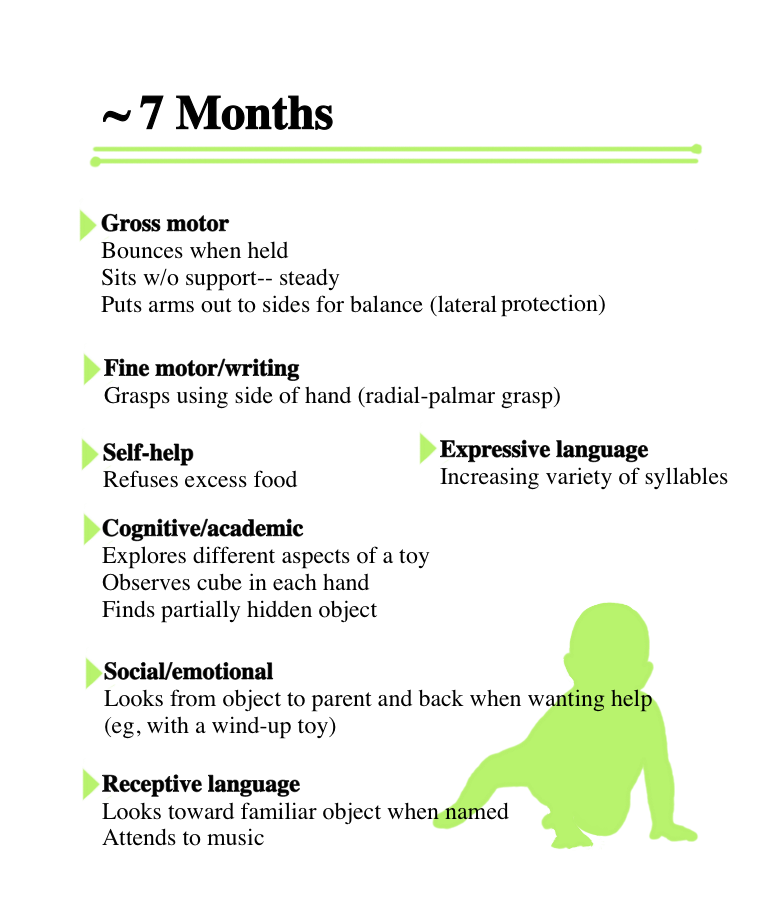 ~ 7 Months
Gross motor
Bounces when held
Sits w/o support-- steady
Puts arms out to sides for balance (lateral protection)
Fine motor/writing
Grasps using side of hand (radial-palmar grasp)
Self-help
Refuses excess food
Expressive language
Increasing variety of syllables
Cognitive/academic
Explores different aspects of a toy
Observes cube in each hand
Finds partially hidden object
Social/emotional
Looks from object to parent and back when wanting help
(eg, with a wind-up toy)
Receptive language
Looks toward familiar object when named
Attends to music